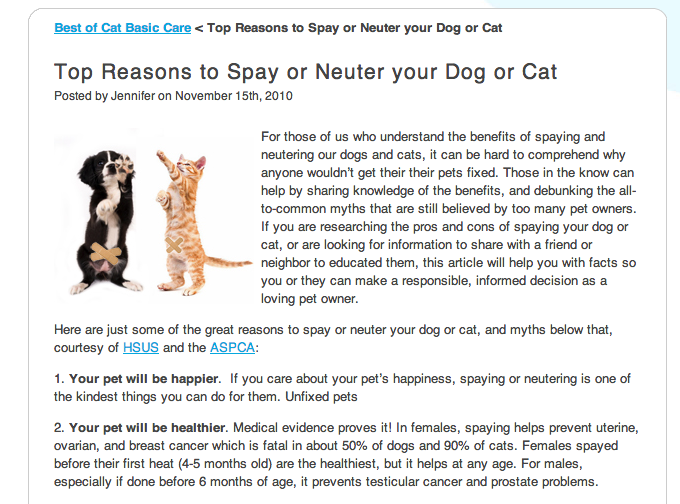 Best of Cat Basic Care < Top Reasons to Spay or Neuter your Dog or Cat
Top Reasons to Spay or Neuter your Dog or Cat
Posted by Jennifer on November 15th, 2010
For those of us who understand the benefits of spaying and
neutering our dogs and cats, it can be hard to comprehend why
anyone wouldn't get their their pets fixed. Those in the know can
help by sharing knowledge of the benefits, and debunking the all-
to-common myths that are still believed by too many pet owners.
If you are researching the pros and cons of spaying your dog or
cat, or are looking for information to share with a friend or
neighbor to educated them, this article will help you with facts so
you or they can make a responsible, informed decision as a
loving pet owner.
Here are just some of the great reasons to spay or neuter your dog or cat, and myths below that,
courtesy of HSUS and the ASPCA:
1. Your pet will be happier.  If you care about your pet's happiness, spaying or neutering is one of
the kindest things you can do for them. Unfixed pets
2. Your pet will be healthier. Medical evidence proves it! In females, spaying helps prevent uterine,
ovarian, and breast cancer which is fatal in about 50% of dogs and 90% of cats. Females spayed
before their first heat (4-5 months old) are the healthiest, but it helps at any age. For males,
especially if done before 6 months of age, it prevents testicular cancer and prostate problems.